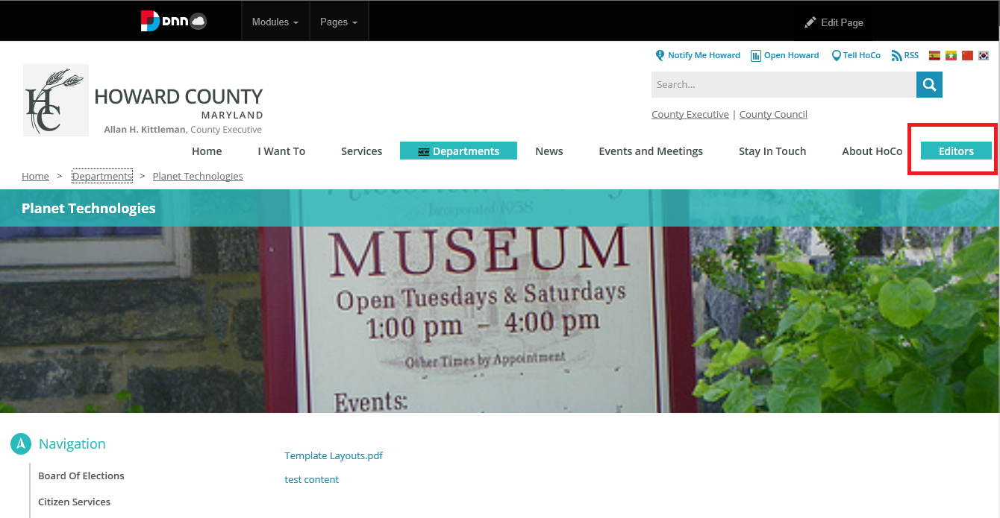 DNN
Modules
Pages
Edit Page
Notify Me Howard
Open Howard
Tell HoCo
RSS
HC
HOWARD COUNTY
MARYLAND
Allan H. Kittleman, County Executive
Search...
County Executive | County Council
Home
I Want To
Services
NEW Departments
News
Events and Meetings
Stay In Touch
About HoCo
Editors
Home > Departments > Planet Technologies
Planet Technologies
Incorporated 1958
MUSEUM
Open Tuesdays & Saturdays
1:00 pm – 4:00 pm
Other Times by Appointment
Events:
Navigation
Board Of Elections
Citizen Services
Template Layouts.pdf
test content